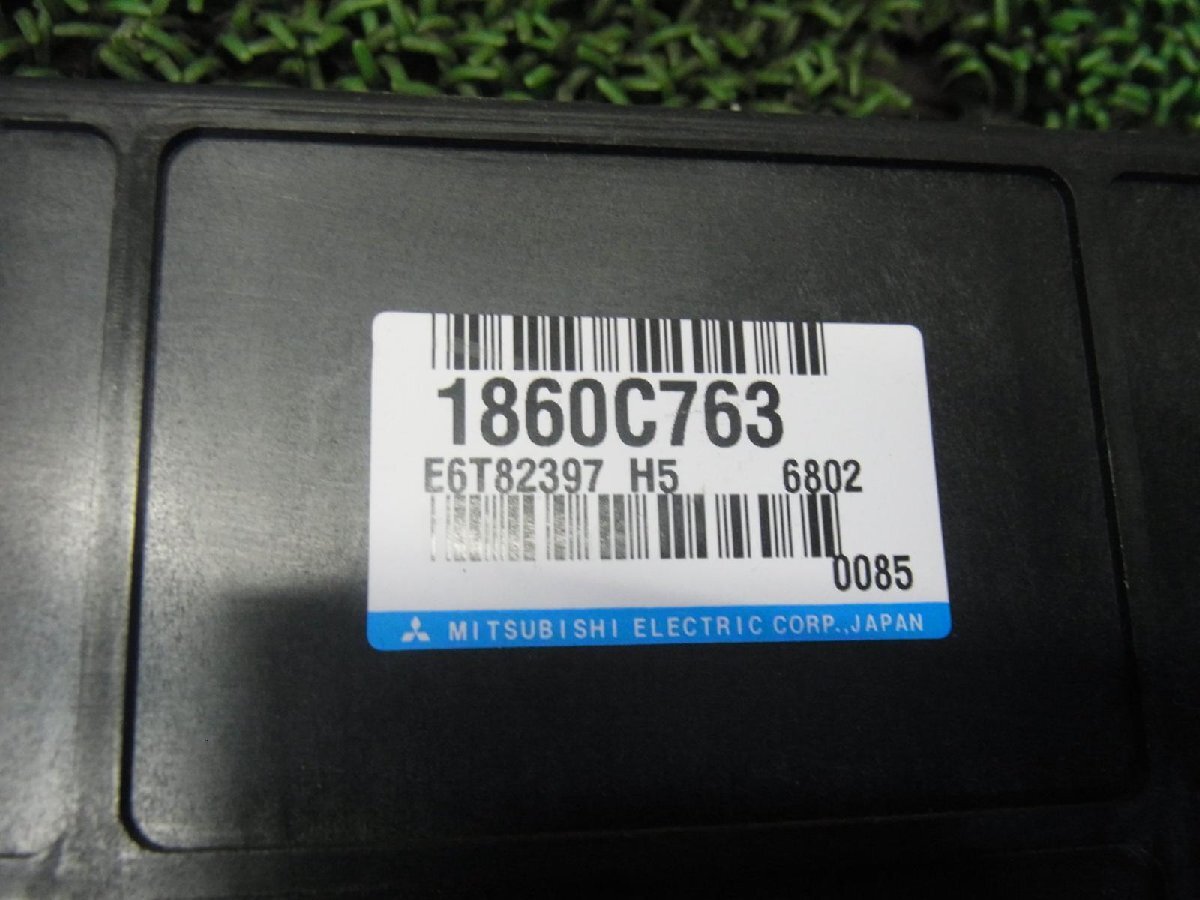 1860C763
E6T82397 H5 6802
0085
MITSUBISHI ELECTRIC CORP.,JAPAN